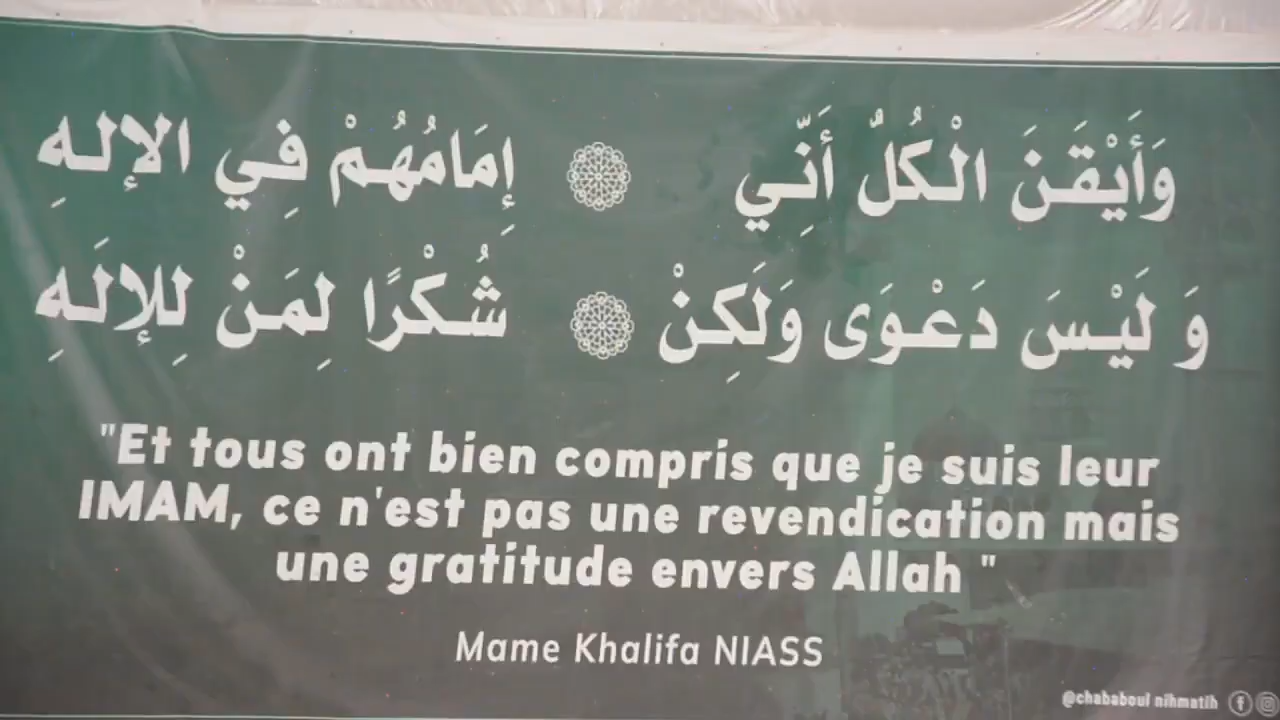 وَأَيْقَنَ الْكُلُّ أَنّنِي إِمَامُهُمْ فِي الإلهِ
وَ لَيْسَ دَعْوَى وَلَكِنْ شُكْرًا لِمَنْ لِلإلَهِ
"Et tous ont bien compris que je suis leur
IMAM, ce n'est pas une revendication mais
une gratitude envers Allah "
Mame Khalifa NIASS
@chababoul nihmatih